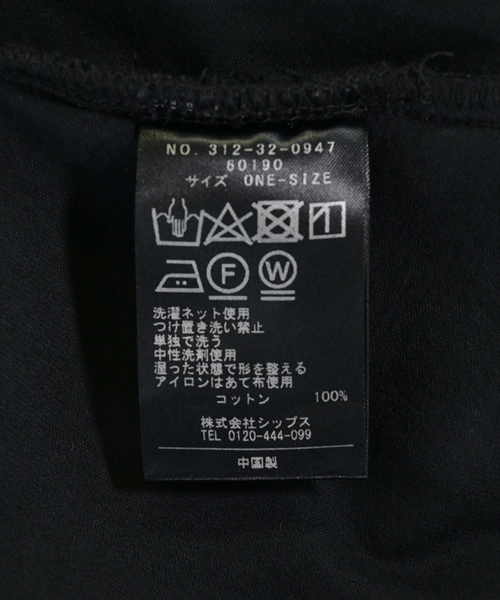 NO. 312-32-0947
60190
サイズ ONE-SIZE
F W
洗濯ネット使用
つけ置き洗い禁止
単独で洗う
中性洗剤使用
湿った状態で形を整える
アイロンはあて布使用
コットン 100%
株式会社シップス
TEL 0120-444-099
中国製